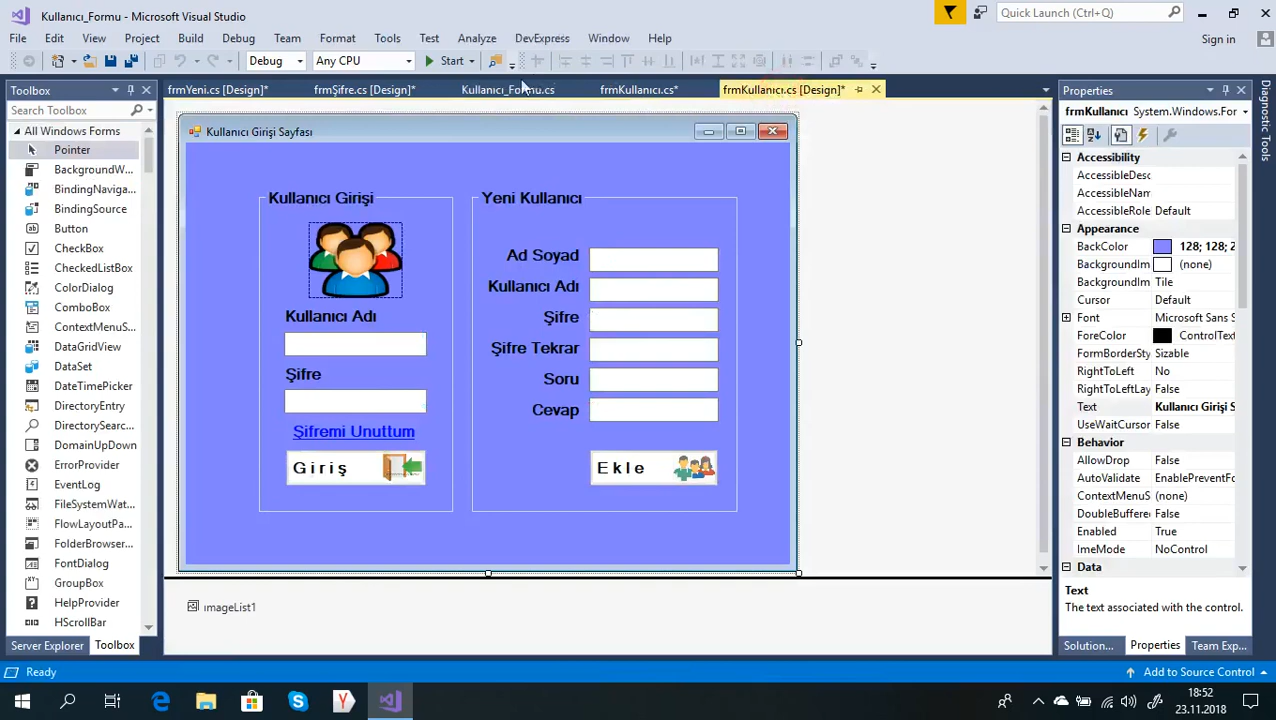 Kullanıcı_Formu - Microsoft Visual Studio
Quick Launch (Ctrl+Q)
File Edit View Project Build Debug Team Format Tools Test Analyze DevExpress Window Help
Sign in
Debug Any CPU Start
Toolbox
frmYeni.cs [Design]* frmŞifre.cs [Design]* Kullanıcı_Formu.cs frmKullanıcı.cs* frmKullanıcı.cs [Design]*
Properties
Search Toolbox
All Windows Forms
Pointer
BackgroundW...
BindingNaviga...
BindingSource
Button
CheckBox
CheckedListBox
ColorDialog
ComboBox
ContextMenuS...
DataGridView
DataSet
DateTimePicker
DirectoryEntry
DirectorySearc...
DomainUpDown
ErrorProvider
EventLog
FileSystemWat...
FlowLayoutPa...
FolderBrowser...
FontDialog
GroupBox
HelpProvider
HScrollBar
Server Explorer Toolbox
Kullanıcı Girişi Sayfası
Kullanıcı Girişi
Kullanıcı Adı
Şifre
Şifremi Unuttum
Giriş
Yeni Kullanıcı
Ad Soyad
Kullanıcı Adı
Şifre
Şifre Tekrar
Soru
Cevap
Ekle
imageList1
frmKullanıcı System.Windows.For
Accessibility
AccessibleDesc
AccessibleNam
AccessibleRole Default
Appearance
BackColor 128; 128; 2
BackgroundIm (none)
BackgroundIm Tile
Cursor Default
Font Microsoft Sans S
ForeColor ControlText
FormBorderSty Sizable
RightToLeft No
RightToLeftLay False
Text Kullanıcı Girişi S
UseWaitCursor False
Behavior
AllowDrop False
AutoValidate EnablePreventFo
ContextMenuS (none)
DoubleBuffere False
Enabled True
ImeMode NoControl
Data
Text
The text associated with the control.
Solution... Properties Team Exp...
Diagnostic Tools
Ready
Add to Source Control
18:52
23.11.2018